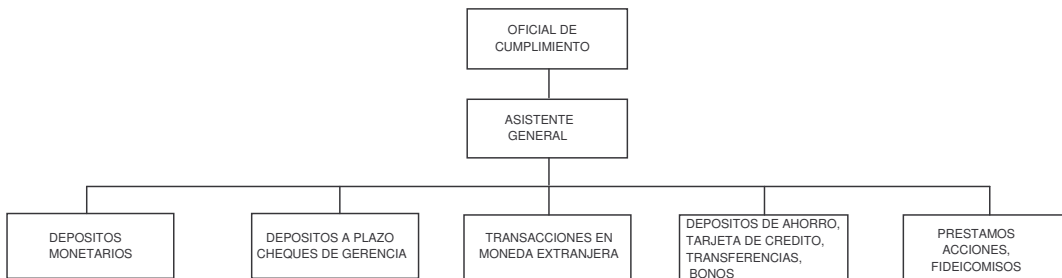 OFICIAL DE
CUMPLIMIENTO
ASISTENTE
GENERAL
DEPOSITOS
MONETARIOS
DEPOSITOS A PLAZO
CHEQUES DE GERENCIA
TRANSACCIONES EN
MONEDA EXTRANJERA
DEPOSITOS DE AHORRO,
TARJETA DE CREDITO,
TRANSFERENCIAS,
BONOS
PRESTAMOS
ACCIONES,
FIDEICOMISOS